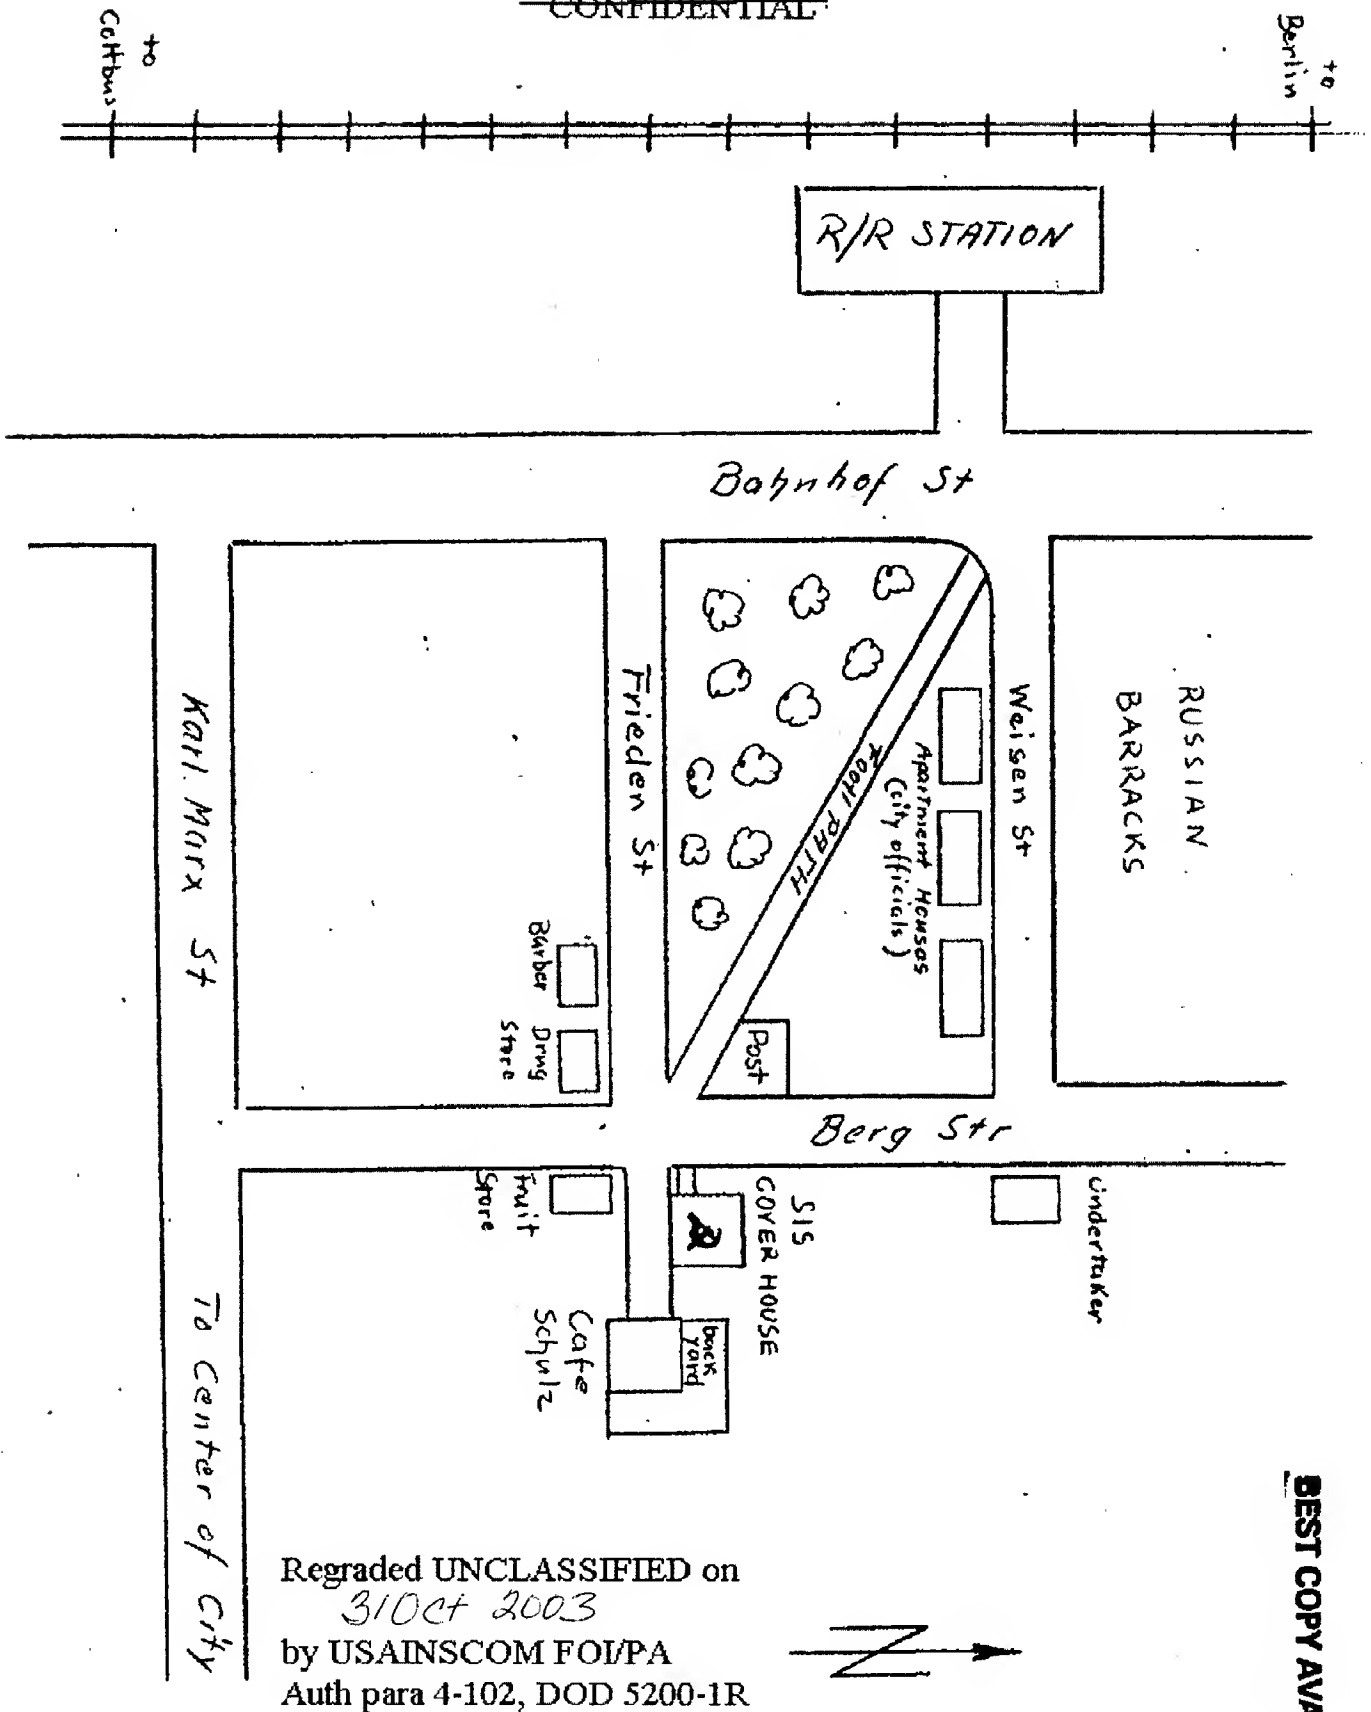 CONFIDENTIAL
to
Cottbus
to
Berlin
R/R STATION
Bahnhof St
Karl Marx St
Frieden St
FOOT PATH
Apartment Houses
(city officials)
Weisen St
RUSSIAN
BARRACKS
Barber
Drug
Store
Post
Berg Str
Fruit
Store
SIS
COVER HOUSE
Undertaker
Cafe
Schulz
back
yard
To Center of City
Regraded UNCLASSIFIED on
31 Oct 2003
by USAINSCOM FOI/PA
Auth para 4-102, DOD 5200-1R
N
BEST COPY AVA